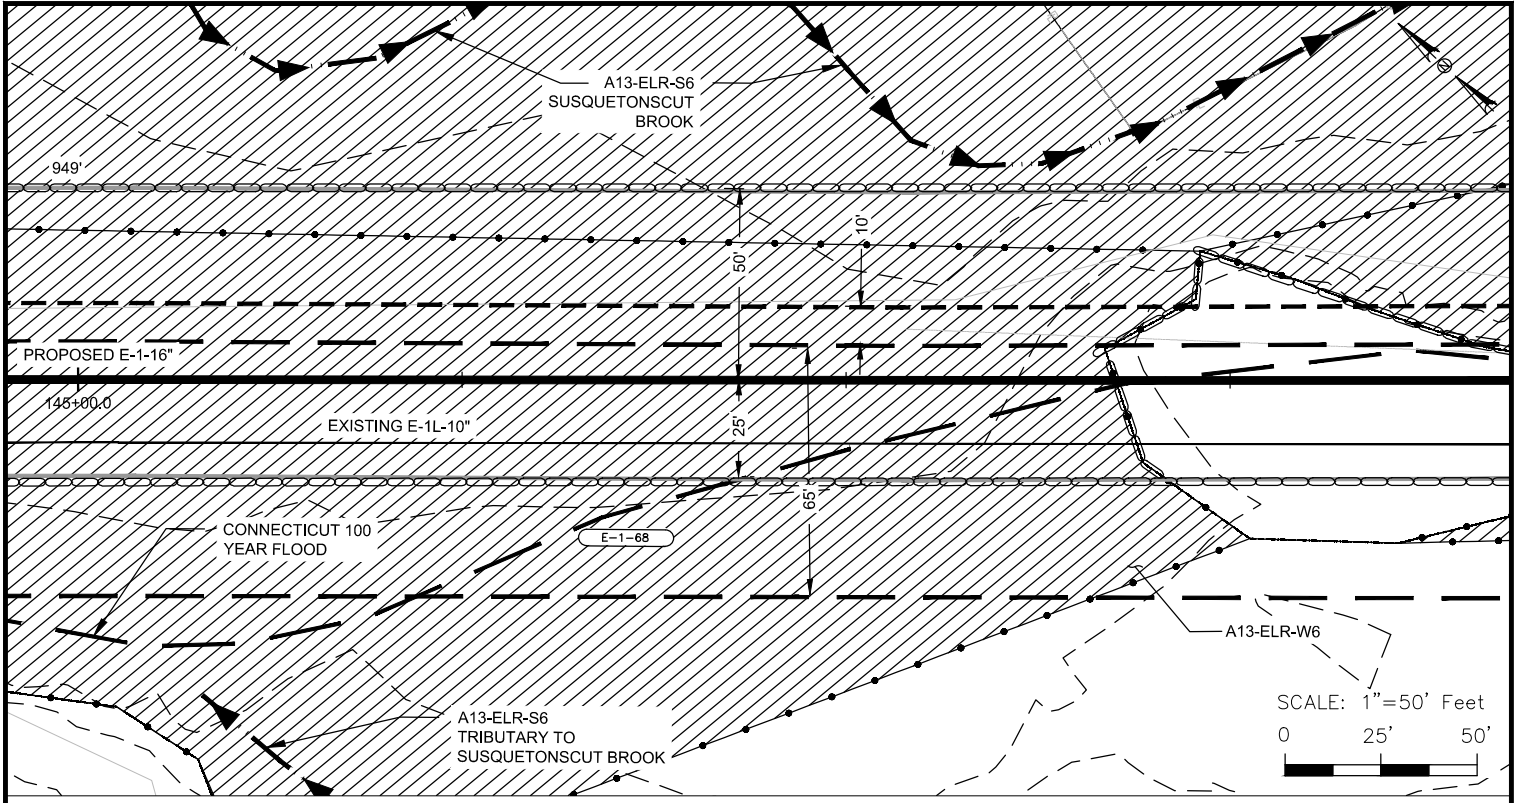 A13-ELR-S6
SUSQUETONSCUT
BROOK
N
949'
10'
50'
PROPOSED E-1-16"
145+00.0
EXISTING E-1L-10"
25'
65'
CONNECTICUT 100
YEAR FLOOD
E-1-68
A13-ELR-W6
A13-ELR-S6
TRIBUTARY TO
SUSQUETONSCUT BROOK
SCALE: 1"=50' Feet
0 25' 50'